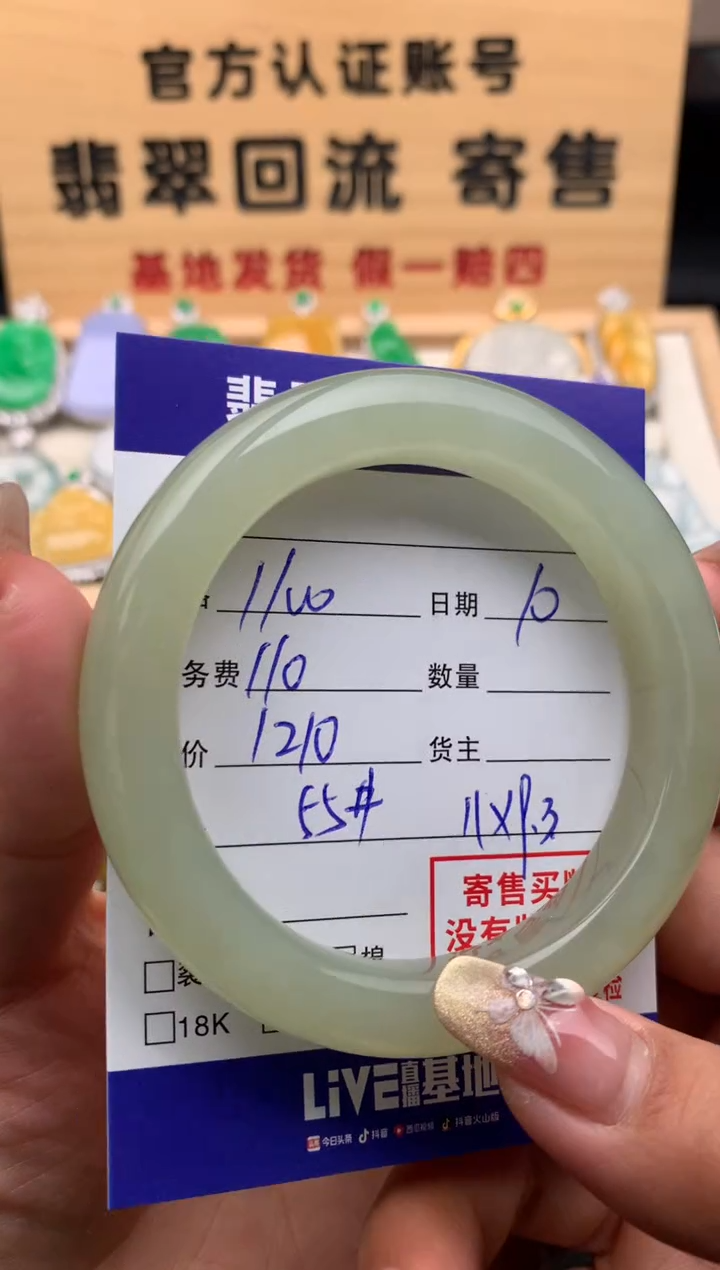 官方认证账号
翡翠回流 寄售
基地发货 假一赔四
翡
1100 日期 10
务费 110 数量
价 1210 货主
55# 11X9.3
寄售买
没有
检
18K
LiVE直播基地
今日头条 抖音 西瓜视频 抖音火山版